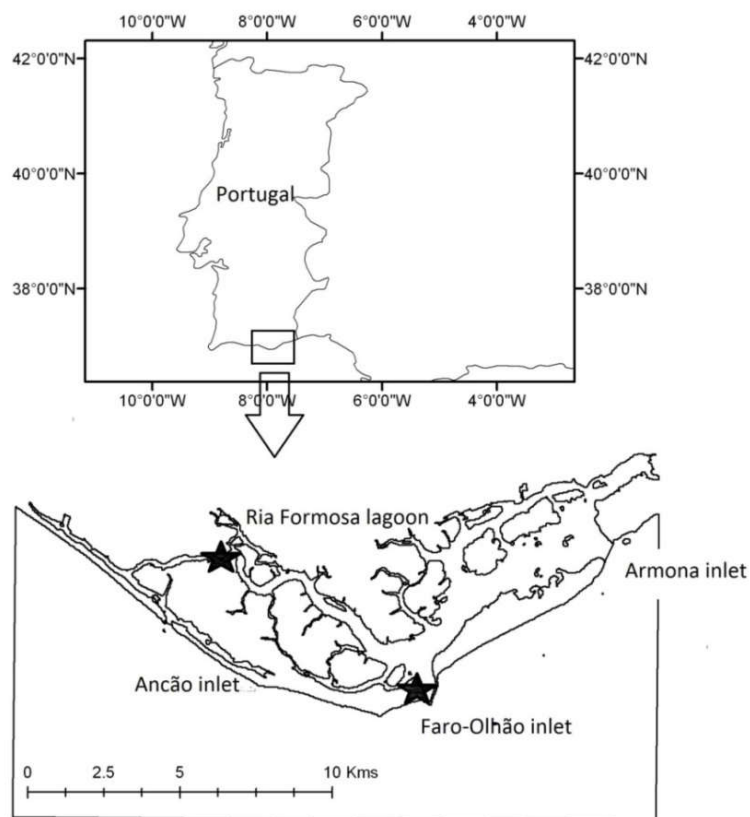 10°0'0"W 8°0'0"W 6°0'0"W 4°0'0"W
42°0'0"N 42°0'0"N
40°0'0"N 40°0'0"N
Portugal
38°0'0"N 38°0'0"N
10°0'0"W 8°0'0"W 6°0'0"W 4°0'0"W
Ria Formosa lagoon
Armona inlet
Ancão inlet
Faro-Olhão inlet
0 2.5 5 10 Kms